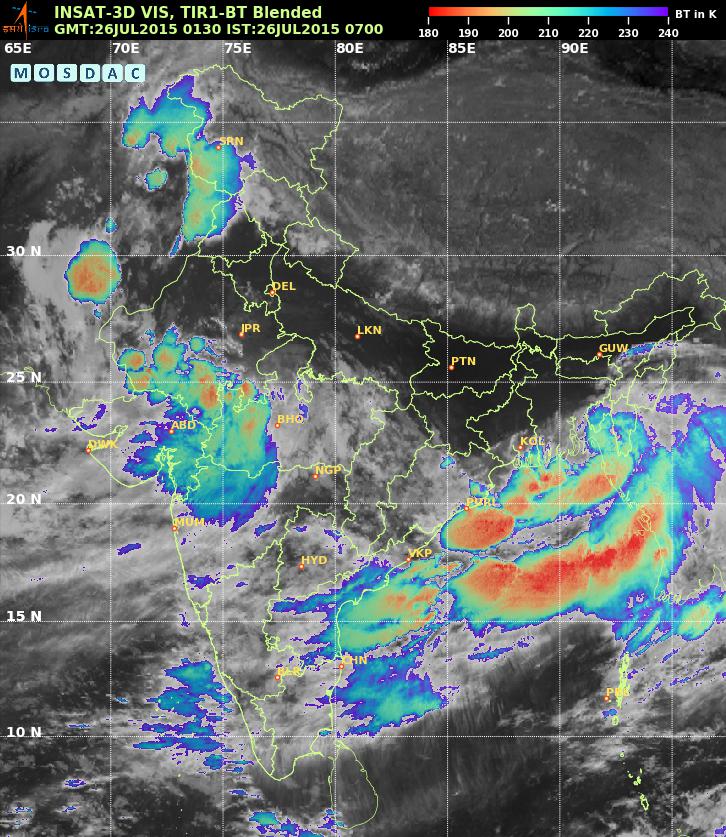 INSAT-3D VIS, TIR1-BT Blended
GMT:26JUL2015 0130 IST:26JUL2015 0700
BT in K
180 190 200 210 220 230 240
65E 70E 75E 80E 85E 90E
MOSDAC
SRN
30 N
DEL
JPR
LKN
GUW
PTN
25 N
BHO
ABD
DWK
KOL
NGP
20 N
PUR
MUM
VKP
HYD
15 N
CHN
BLR
PBL
10 N